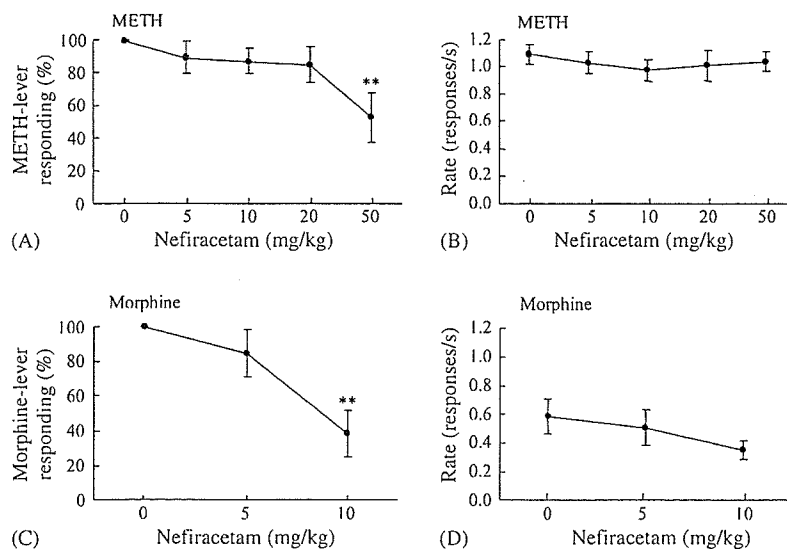 METH
METH-lever
responding (%)
100
80
60
40
20
0
**
0 5 10 20 50
(A) Nefiracetam (mg/kg)
METH
Rate (responses/s)
1.2
1.0
0.8
0.6
0.4
0.2
0.0
0 5 10 20 50
(B) Nefiracetam (mg/kg)
Morphine
Morphine-lever
responding (%)
100
80
60
40
20
0
**
0 5 10
(C) Nefiracetam (mg/kg)
Morphine
Rate (responses/s)
1.2
1.0
0.8
0.6
0.4
0.2
0.0
0 5 10
(D) Nefiracetam (mg/kg)